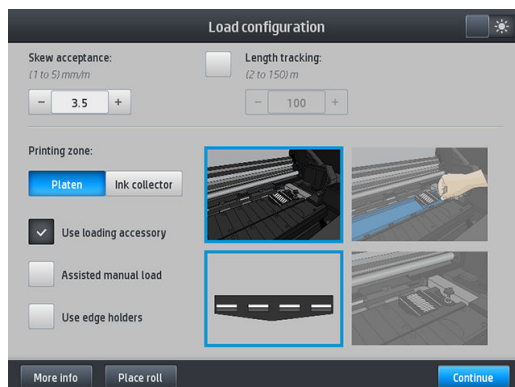 Load configuration
Skew acceptance:
(1 to 5) mm/m
Length tracking:
(2 to 150) m
− 3.5 +
− 100 +
Printing zone:
Platen Ink collector
Use loading accessory
Assisted manual load
Use edge holders
More info Place roll Continue